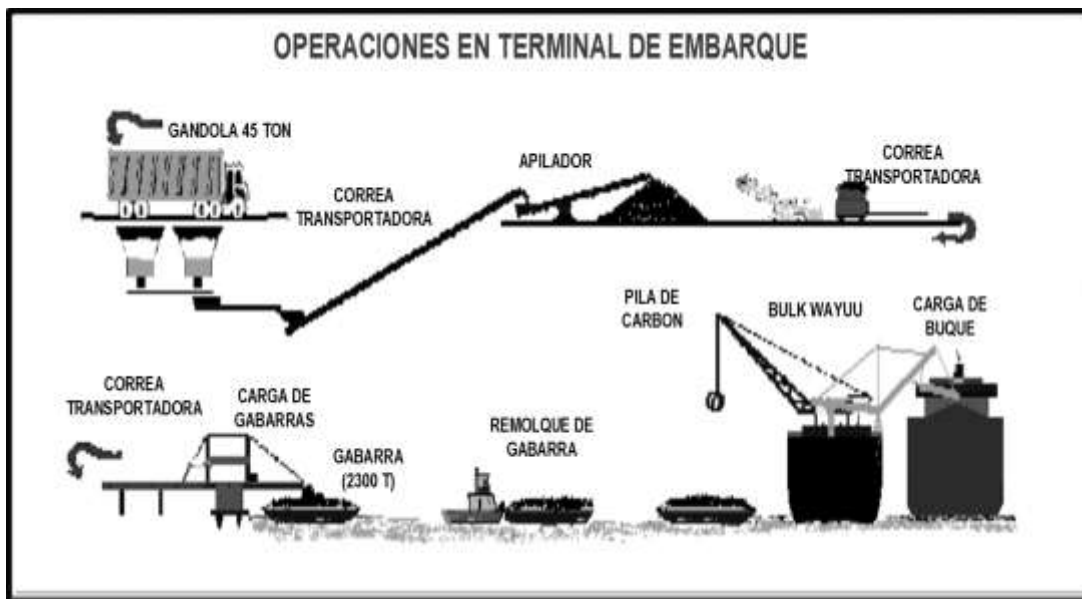 OPERACIONES EN TERMINAL DE EMBARQUE
GANDOLA 45 TON
CORREA
TRANSPORTADORA
APILADOR
CORREA
TRANSPORTADORA
PILA DE
CARBON
BULK WAYUU
CARGA DE
BUQUE
CORREA
TRANSPORTADORA
CARGA DE
GABARRAS
GABARRA
(2300 T)
REMOLQUE DE
GABARRA